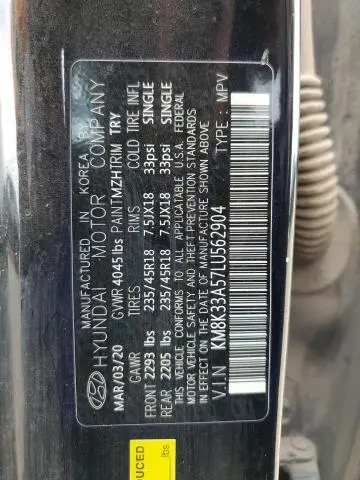 MANUFACTURED IN KOREA BY
HYUNDAI MOTOR COMPANY
MAR/03/20 GVWR 4045lbs PAINT MZH TRIM TRY
GAWR TIRES RIMS COLD TIRE INFL
FRONT 2293 lbs 235/45R18 7.5JX18 33psi SINGLE
REAR 2205 lbs 235/45R18 7.5JX18 33psi SINGLE
THIS VEHICLE CONFORMS TO ALL APPLICABLE U.S.A. FEDERAL
MOTOR VEHICLE SAFETY AND THEFT PREVENTION STANDARDS
IN EFFECT ON THE DATE OF MANUFACTURE SHOWN ABOVE
V.I.N KM8K33A57LU562904 TYPE: MPV
DUCED
lbs